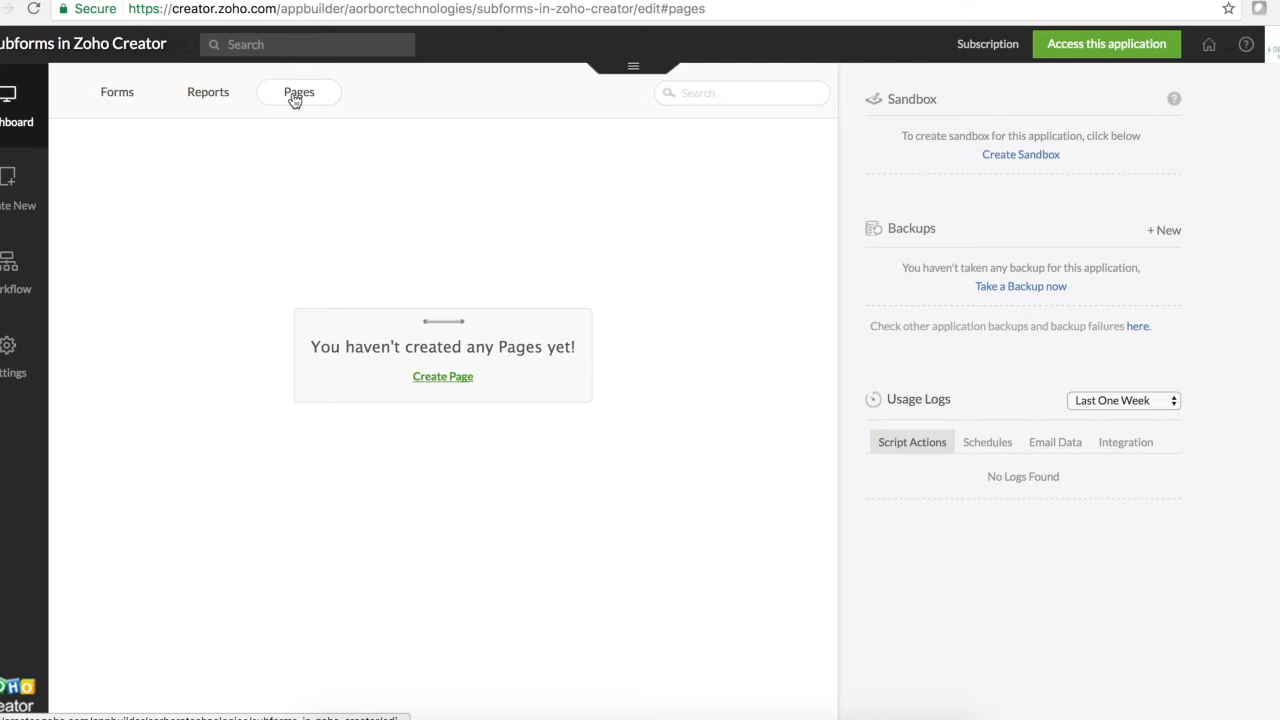 Secure https://creator.zoho.com/appbuilder/aorborctechnologies/subforms-in-zoho-creator/edit#pages
ubforms in Zoho Creator
Search
Subscription
Access this application
Forms
Reports
Pages
Search
hboard
te New
rkflow
ttings
You haven't created any Pages yet!
Create Page
Sandbox
To create sandbox for this application, click below
Create Sandbox
Backups
+ New
You haven't taken any backup for this application,
Take a Backup now
Check other application backups and backup failures here.
Usage Logs
Last One Week
Script Actions
Schedules
Email Data
Integration
No Logs Found
OHO
eator